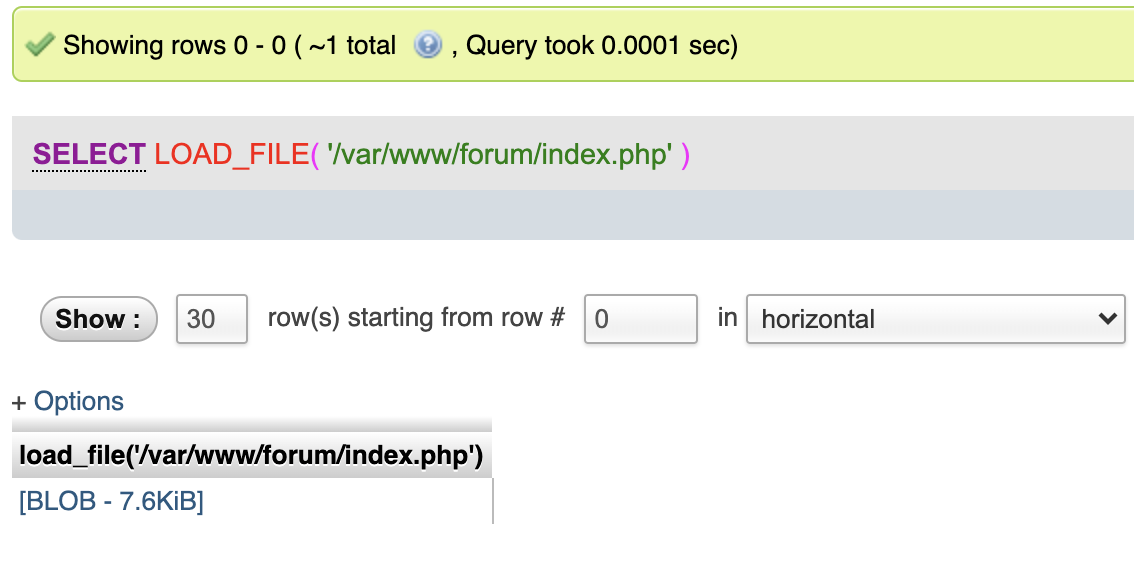 Showing rows 0 - 0 ( ~1 total , Query took 0.0001 sec)
SELECT LOAD_FILE( '/var/www/forum/index.php' )
Show : 30 row(s) starting from row # 0 in horizontal
+ Options
load_file('/var/www/forum/index.php')
[BLOB - 7.6KiB]